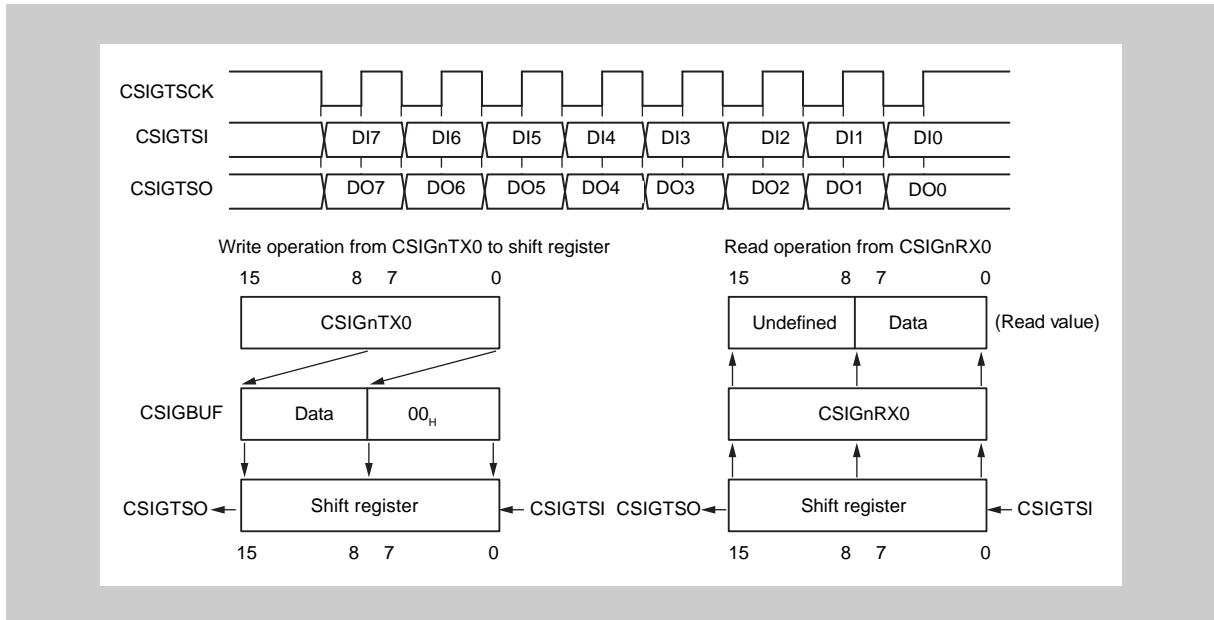 CSIGTSCK
CSIGTSI DI7 DI6 DI5 DI4 DI3 DI2 DI1 DI0
CSIGTSO DO7 DO6 DO5 DO4 DO3 DO2 DO1 DO0
Write operation from CSIGnTX0 to shift register Read operation from CSIGnRX0
15 8 7 0 15 8 7 0
CSIGnTX0 Undefined Data (Read value)
CSIGBUF Data 00H CSIGnRX0
CSIGTSO Shift register CSIGTSI CSIGTSO Shift register CSIGTSI
15 8 7 0 15 8 7 0